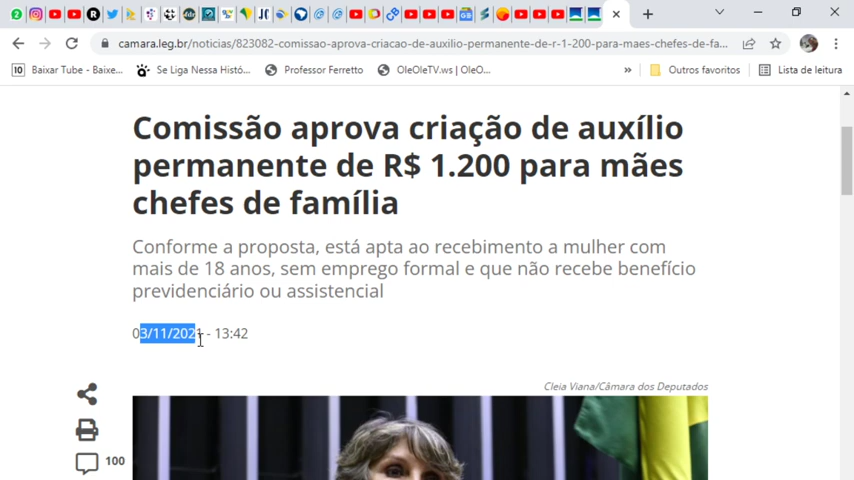 camara.leg.br/noticias/823082-comissao-aprova-criacao-de-auxilio-permanente-de-r-1-200-para-maes-chefes-de-fa...
Baixar Tube - Baixe...
Se Liga Nessa Histó...
Professor Ferretto
OleOleTV.ws | OleO...
»
Outros favoritos
Lista de leitura
Comissão aprova criação de auxílio
permanente de R$ 1.200 para mães
chefes de família
Conforme a proposta, está apta ao recebimento a mulher com
mais de 18 anos, sem emprego formal e que não recebe benefício
previdenciário ou assistencial
03/11/2021 - 13:42
Cleia Viana/Câmara dos Deputados
100